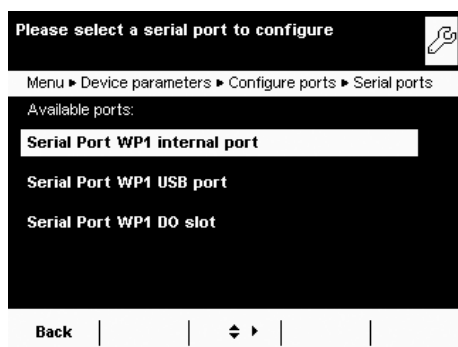 Please select a serial port to configure
Menu ▸ Device parameters ▸ Configure ports ▸ Serial ports
Available ports:
Serial Port WP1 internal port
Serial Port WP1 USB port
Serial Port WP1 DO slot
Back